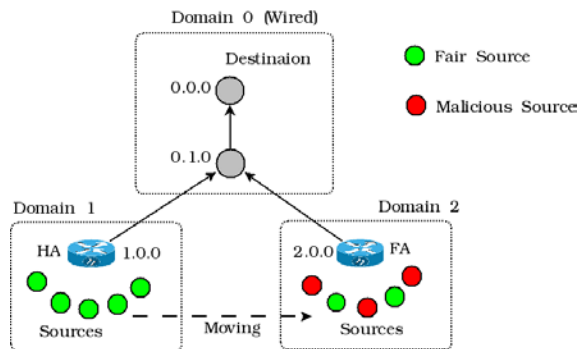 Domain 0 (Wired)
Destinaion
0.0.0
0.1.0
Fair Source
Malicious Source
Domain 1
HA
1.0.0
Sources
Moving
Domain 2
2.0.0
FA
Sources